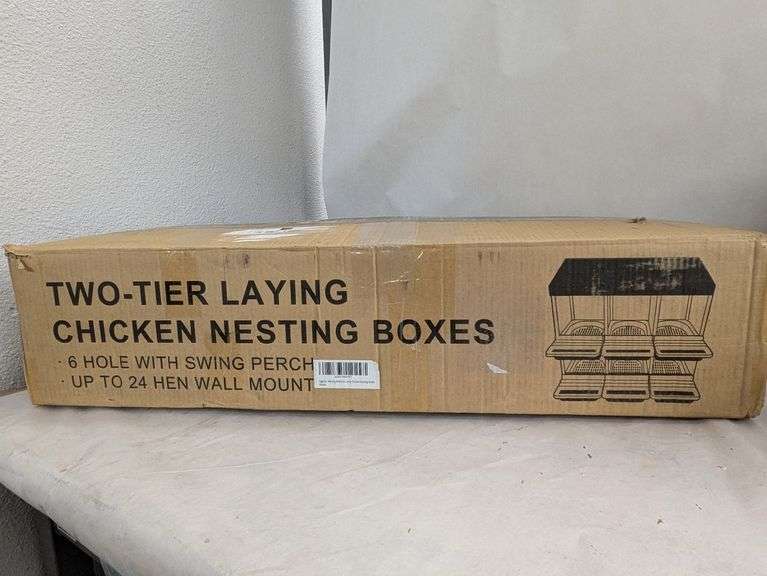 TWO-TIER LAYING
CHICKEN NESTING BOXES
· 6 HOLE WITH SWING PERCH
· UP TO 24 HEN WALL MOUNT